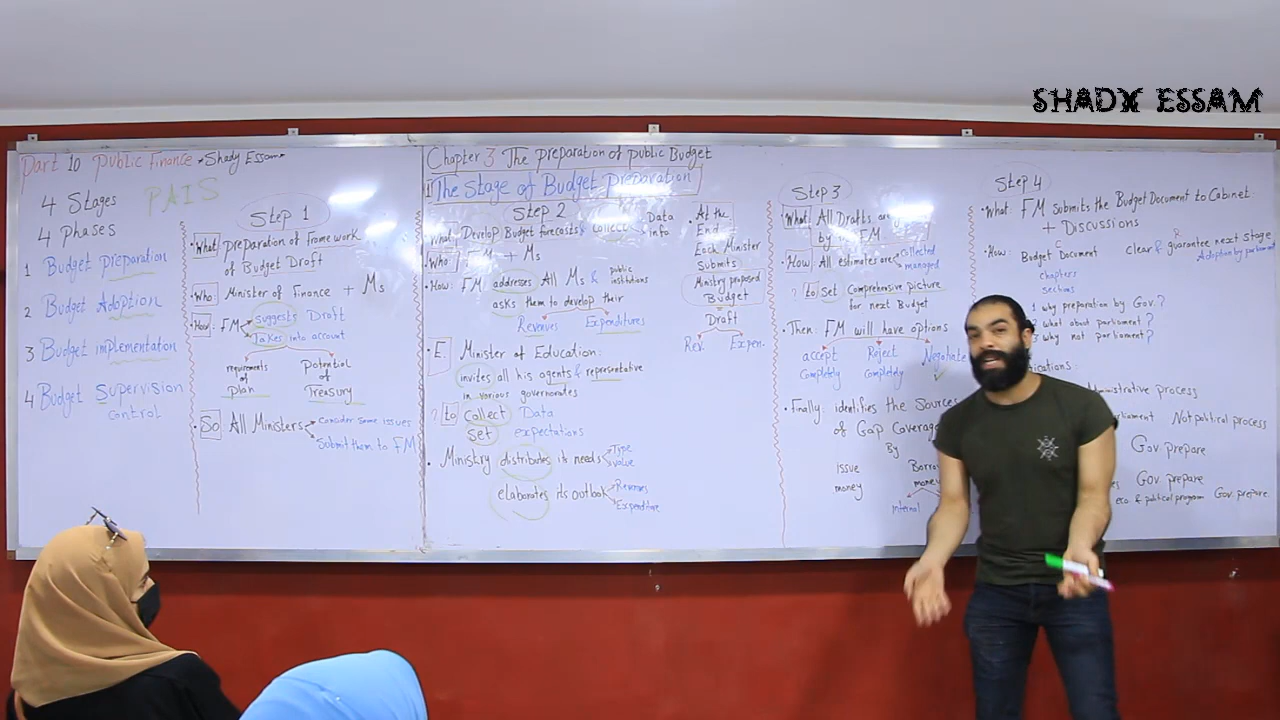 SHADY ESSAM
Part 10 Public Finance *Shady Essam*
4 Stages
PAIS
4 Phases
1 Budget preparation
2 Budget Adoption
3 Budget implementation
4 Budget Supervision
control
Step 1
• What: preparation of Frame work
of Budget Draft
• Who: Minister of Finance + Ms
• How: FM suggests Draft
Takes into account
requirements of Plan
Potential of Treasury
• So All Ministers Consider some issues
Submit them to FM
Chapter 3 The Preparation of Public Budget
The Stage of Budget Preparation
Step 2
What: Develop Budget forecasts & collect Data
info
• Who: FM + Ms
• How: FM addresses All Ms & public institutions
asks them to develop their
Revenues Expenditures
• E. Minister of Education:
invites all his agents & representative
in various governorates
? to Collect Data
Set expectations
• Ministry distributes its needs Type
value
elaborates its outlook Revenues
Expenditure
• At the
End
Each Minister
Submits
Ministry proposed
Budget
Draft
Rev. Expen.
Step 3
What: All Drafts are
by FM
• How: All estimates are collected
managed
? to Set Comprehensive picture
for next Budget
• Then: FM will have options
accept Completely
Reject Completely
Negotiate
• Finally: identifies the Sources
of Gap Coverage
By
issue money
internal
Step 4
• What: FM Submits the Budget Document to Cabinet
+ Discussions
• How: Budget Document clear & guarantee next stage
Adoption by parliament
chapters
sections
1 why preparation by Gov.?
2 what about parliament?
3 why not parliament?
Administrative process
Not political process
Gov prepare
Gov prepare
eco. & political program Gov prepare